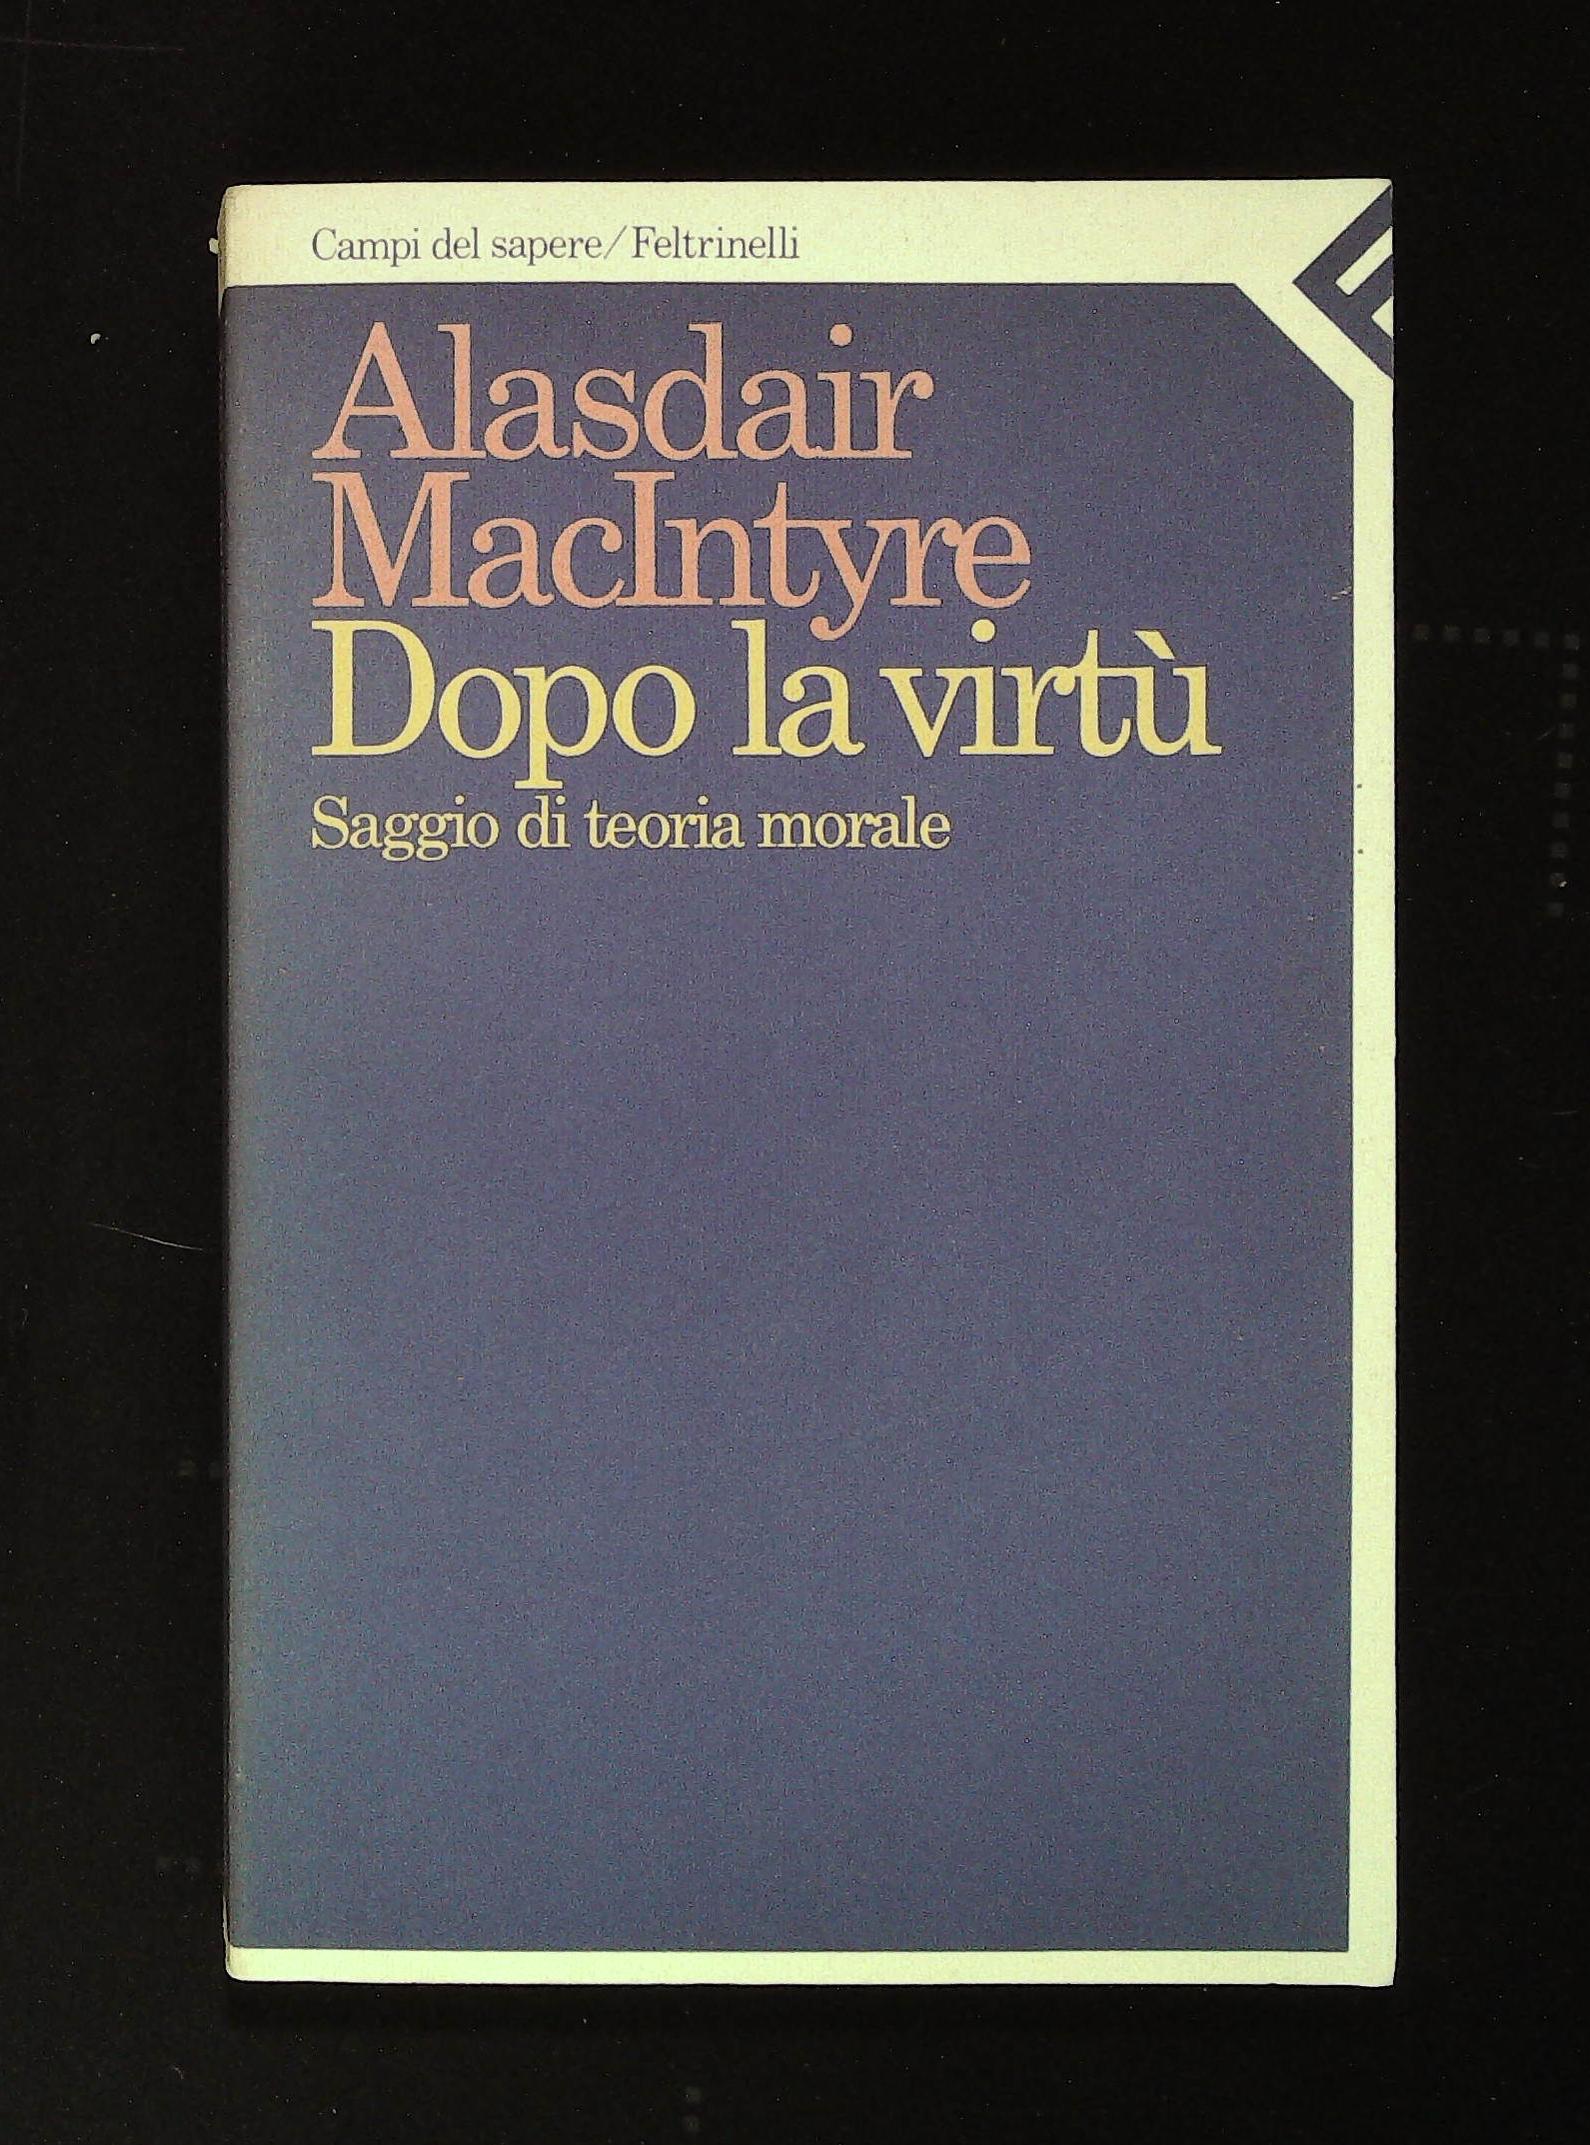 Campi del sapere/Feltrinelli
Alasdair
MacIntyre
Dopo la virtù
Saggio di teoria morale